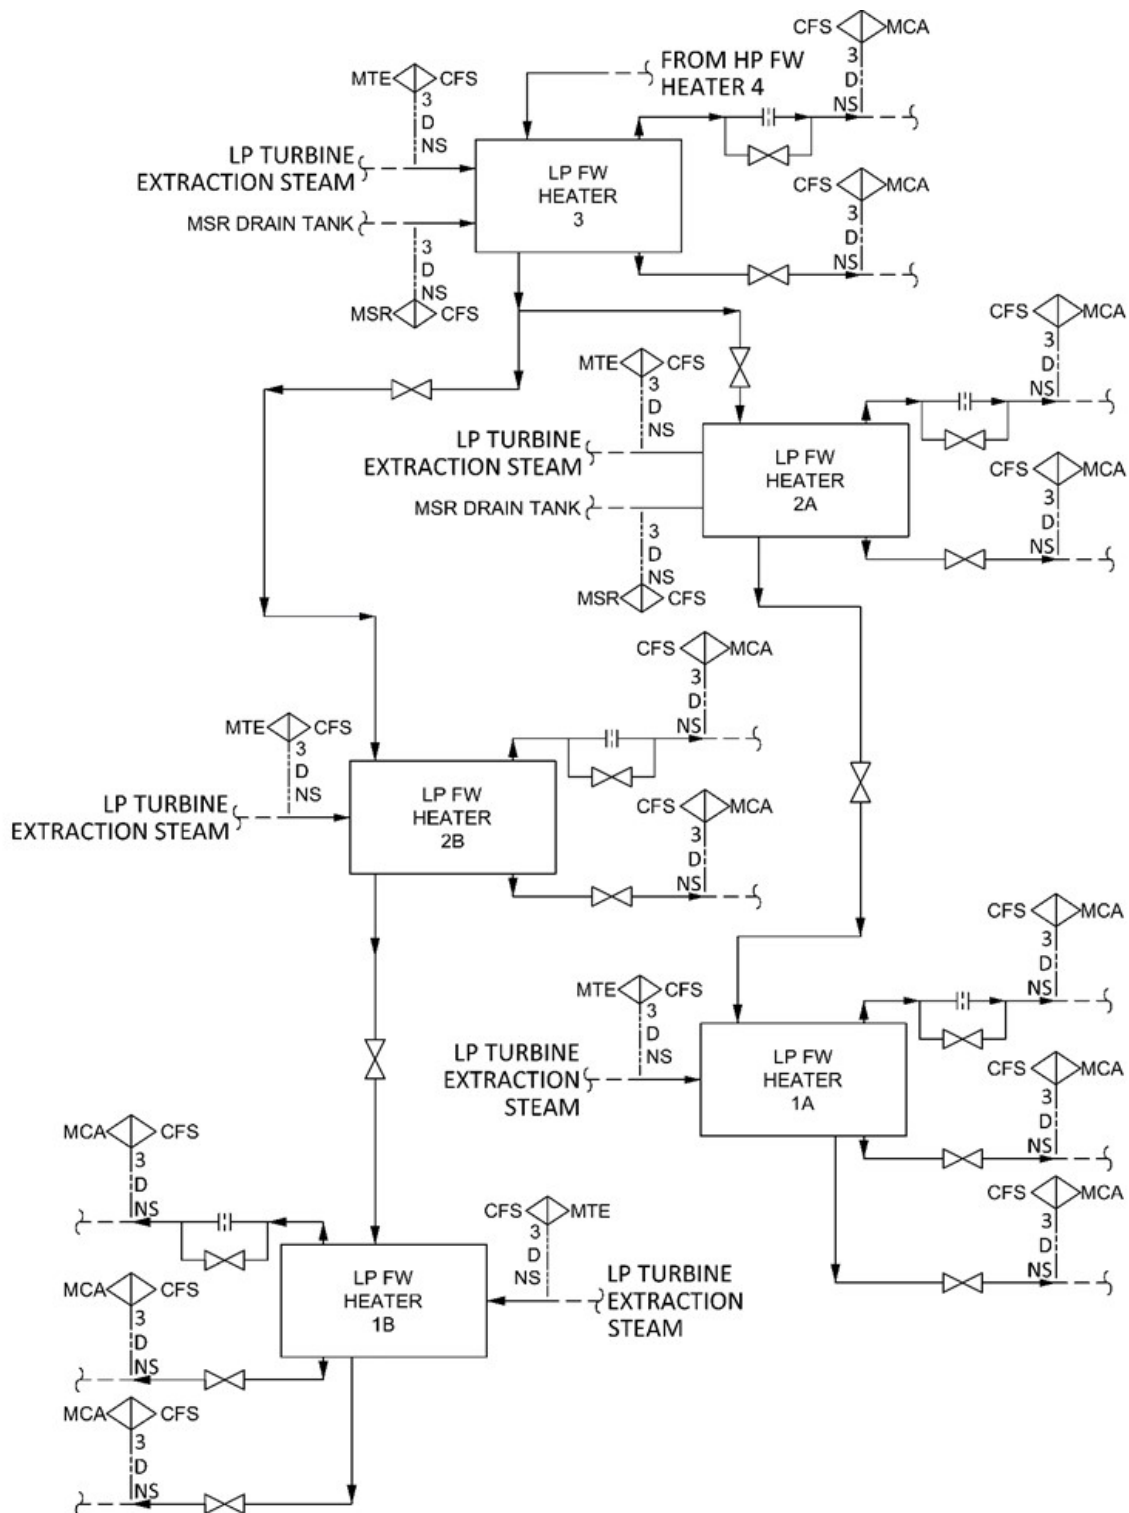 CFS MCA
3
D
NS
FROM HP FW
HEATER 4
MTE CFS
3
D
NS
LP TURBINE
EXTRACTION STEAM
LP FW
HEATER
3
CFS MCA
3
D
NS
MSR DRAIN TANK
3
D
NS
MSR CFS
CFS MCA
3
D
NS
MTE CFS
3
D
NS
LP TURBINE
EXTRACTION STEAM
LP FW
HEATER
2A
CFS MCA
3
D
NS
MSR DRAIN TANK
3
D
NS
MSR CFS
CFS MCA
3
D
NS
MTE CFS
3
D
NS
LP TURBINE
EXTRACTION STEAM
LP FW
HEATER
2B
CFS MCA
3
D
NS
CFS MCA
3
D
NS
MTE CFS
3
D
NS
LP TURBINE
EXTRACTION
STEAM
LP FW
HEATER
1A
CFS MCA
3
D
NS
CFS MCA
3
D
NS
MCA CFS
3
D
NS
CFS MTE
3
D
NS
LP TURBINE
EXTRACTION
STEAM
LP FW
HEATER
1B
MCA CFS
3
D
NS
MCA CFS
3
D
NS